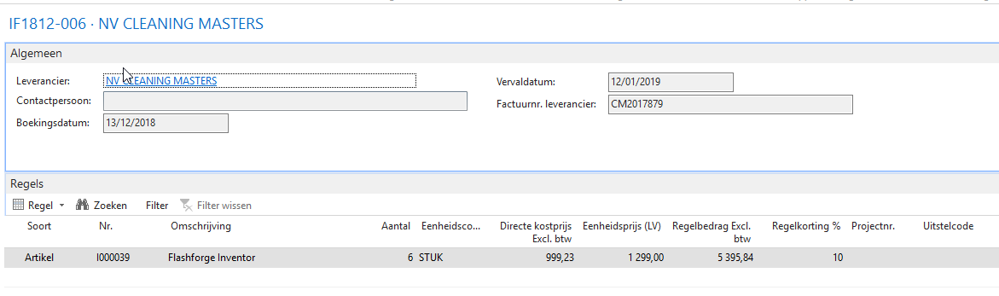 IF1812-006 · NV CLEANING MASTERS
Algemeen
Leverancier: NV CLEANING MASTERS Vervaldatum: 12/01/2019
Contactpersoon: Factuurnr. leverancier: CM2017879
Boekingsdatum: 13/12/2018
Regels
Regel Zoeken Filter Filter wissen
Soort Nr. Omschrijving Aantal Eenheidsco... Directe kostprijs Eenheidsprijs (LV) Regelbedrag Excl. Regelkorting % Projectnr. Uitstelcode
Excl. btw btw
Artikel I000039 Flashforge Inventor 6 STUK 999,23 1 299,00 5 395,84 10